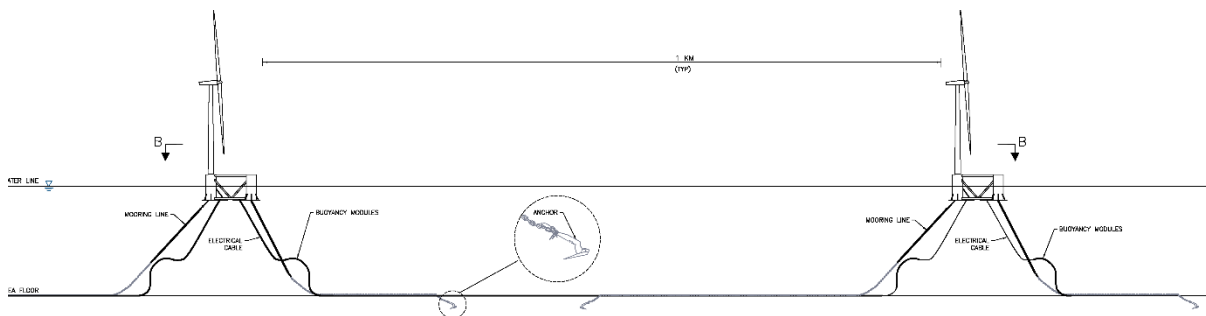 1 KM
(TYP)
B
B
ATER LINE
MOORING LINE
BUOYANCY MODULES
ELECTRICAL
CABLE
ANCHOR
MOORING LINE
BUOYANCY MODULES
ELECTRICAL
CABLE
EA FLOOR